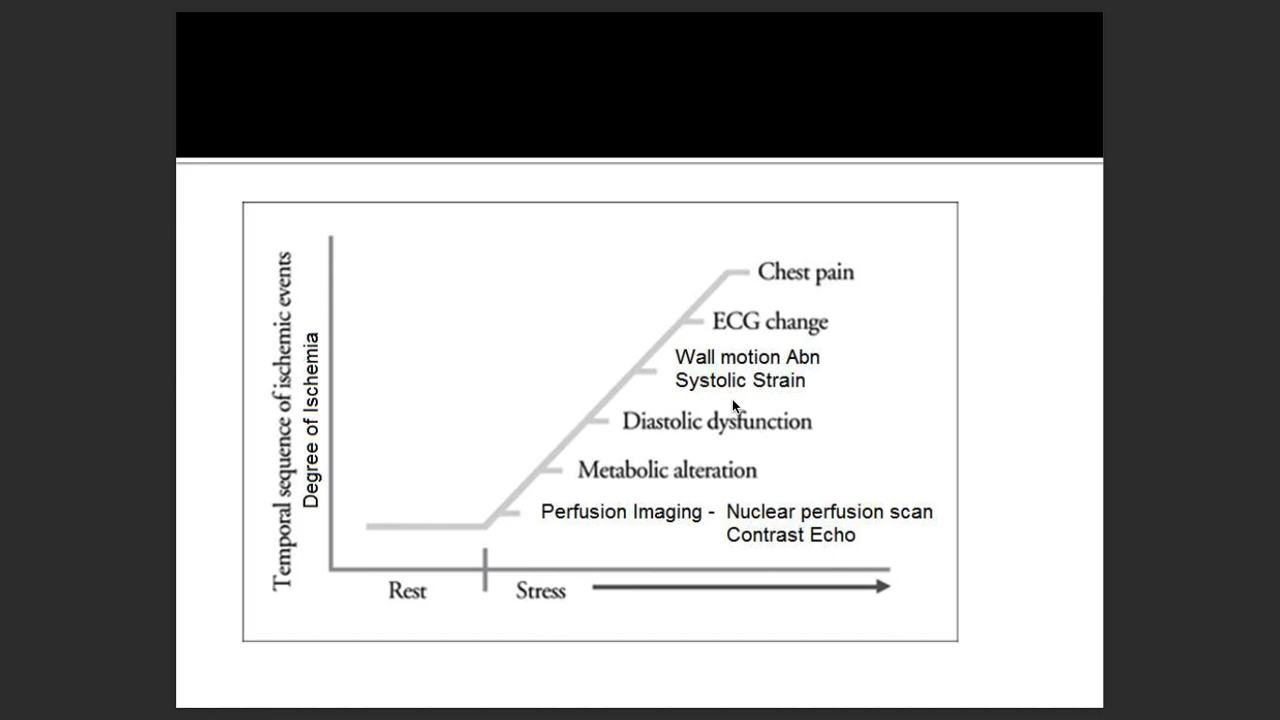 Temporal sequence of ischemic events
Degree of Ischemia
Chest pain
ECG change
Wall motion Abn
Systolic Strain
Diastolic dysfunction
Metabolic alteration
Perfusion Imaging - Nuclear perfusion scan
Contrast Echo
Rest
Stress